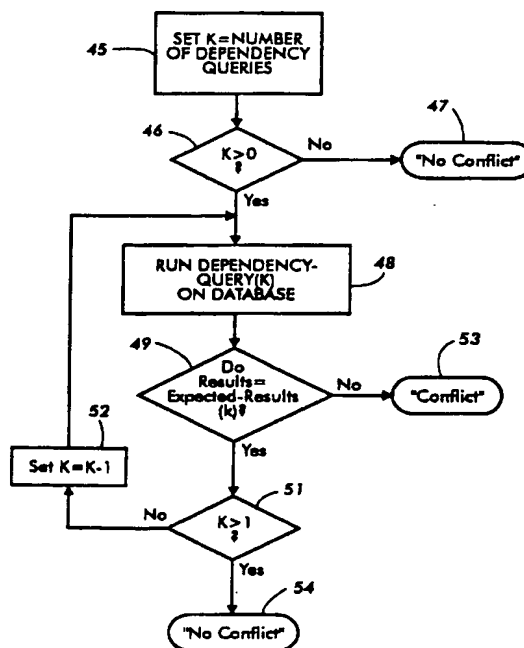 45
SET K=NUMBER
OF DEPENDENCY
QUERIES
46
K>0
?
No
47
"No Conflict"
Yes
RUN DEPENDENCY-
QUERY(K)
ON DATABASE
48
49
Do
Results=
Expected-Results
(k)?
No
53
"Conflict"
Yes
52
Set K=K-1
51
No
K>1
?
Yes
54
"No Conflict"